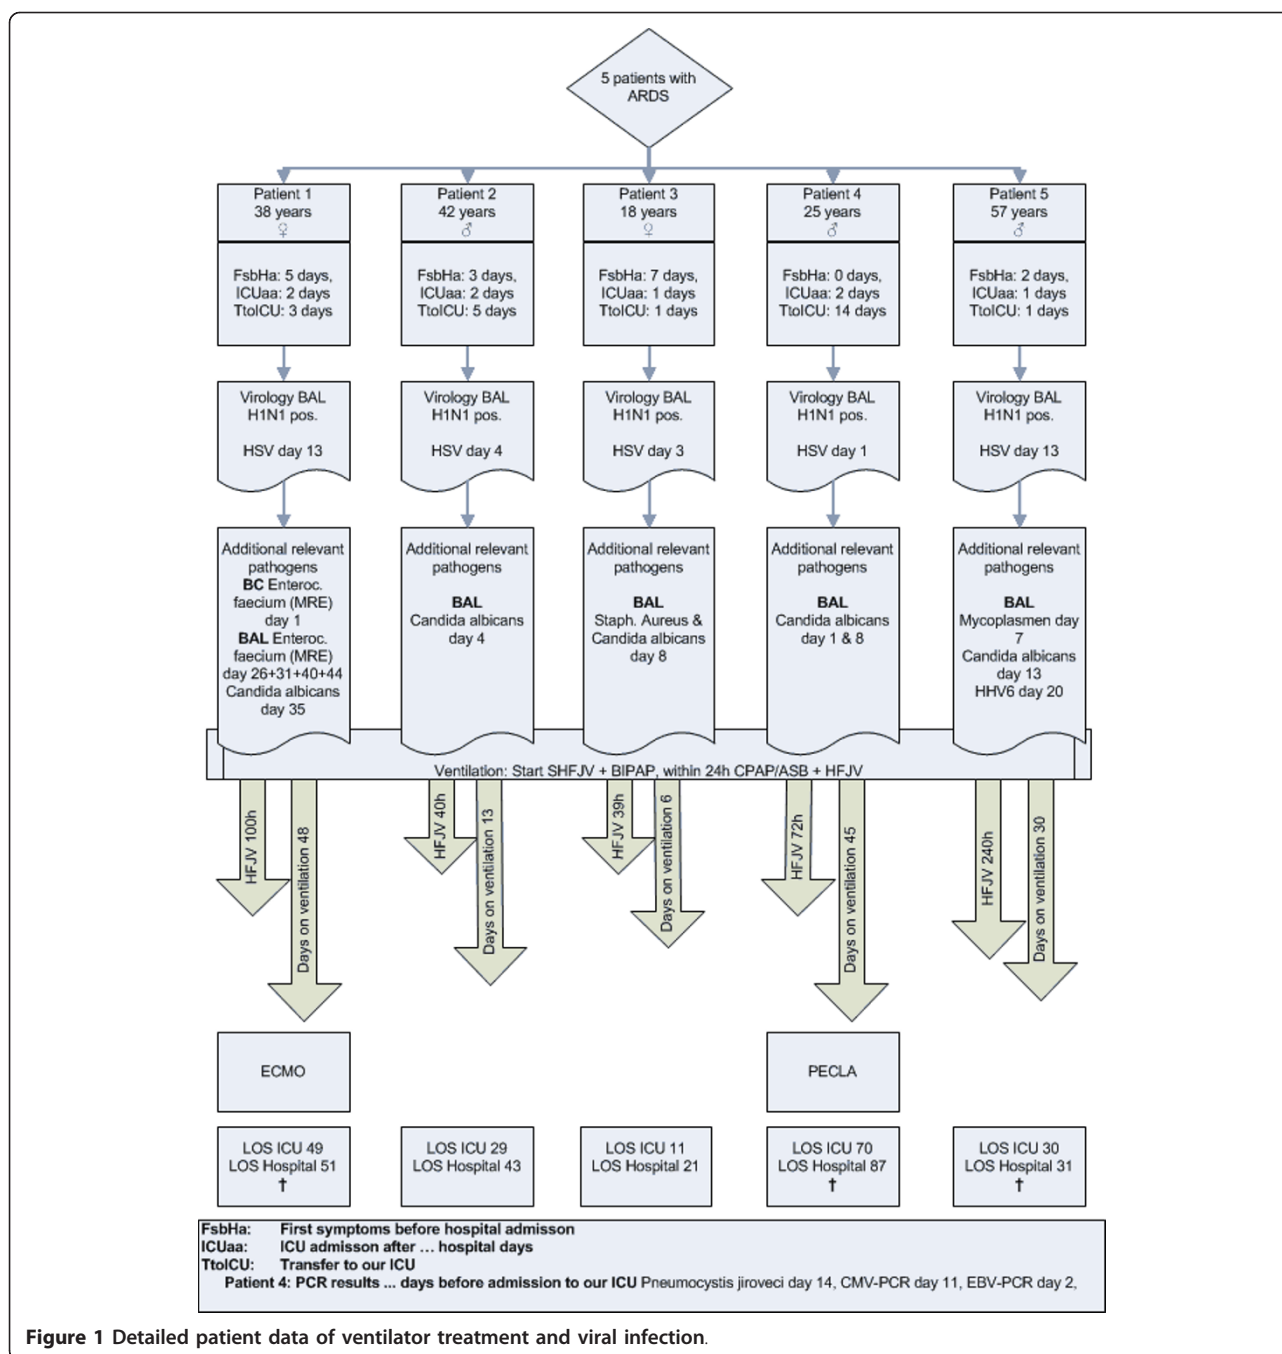 5 patients with
ARDS
Patient 1
38 years
♀
Patient 2
42 years
♂
Patient 3
18 years
♀
Patient 4
25 years
♂
Patient 5
57 years
♂
FsbHa: 5 days,
ICUaa: 2 days
TtoICU: 3 days
FsbHa: 3 days,
ICUaa: 2 days
TtoICU: 5 days
FsbHa: 7 days,
ICUaa: 1 days
TtoICU: 1 days
FsbHa: 0 days,
ICUaa: 2 days
TtoICU: 14 days
FsbHa: 2 days,
ICUaa: 1 days
TtoICU: 1 days
Virology BAL
H1N1 pos.
HSV day 13
Virology BAL
H1N1 pos.
HSV day 4
Virology BAL
H1N1 pos.
HSV day 3
Virology BAL
H1N1 pos.
HSV day 1
Virology BAL
H1N1 pos.
HSV day 13
Additional relevant
pathogens
BC Enteroc.
faecium (MRE)
day 1
BAL Enteroc.
faecium (MRE)
day 26+31+40+44
Candida albicans
day 35
Additional relevant
pathogens
BAL
Candida albicans
day 4
Additional relevant
pathogens
BAL
Staph. Aureus &
Candida albicans
day 8
Additional relevant
pathogens
BAL
Candida albicans
day 1 & 8
Additional relevant
pathogens
BAL
Mycoplasmen day
7
Candida albicans
day 13
HHV6 day 20
Ventilation: Start SHFJV + BIPAP, within 24h CPAP/ASB + HFJV
HFJV 100h
Days on ventilation 48
HFJV 40h
Days on ventilation 13
HFJV 39h
Days on ventilation 6
HFJV 72h
Days on ventilation 45
HFJV 240h
Days on ventilation 30
ECMO
PECLA
LOS ICU 49
LOS Hospital 51
†
LOS ICU 29
LOS Hospital 43
LOS ICU 11
LOS Hospital 21
LOS ICU 70
LOS Hospital 87
†
LOS ICU 30
LOS Hospital 31
†
FsbHa: First symptoms before hospital admisson
ICUaa: ICU admisson after ... hospital days
TtoICU: Transfer to our ICU
Patient 4: PCR results ... days before admission to our ICU Pneumocystis jiroveci day 14, CMV-PCR day 11, EBV-PCR day 2,
Figure 1 Detailed patient data of ventilator treatment and viral infection.